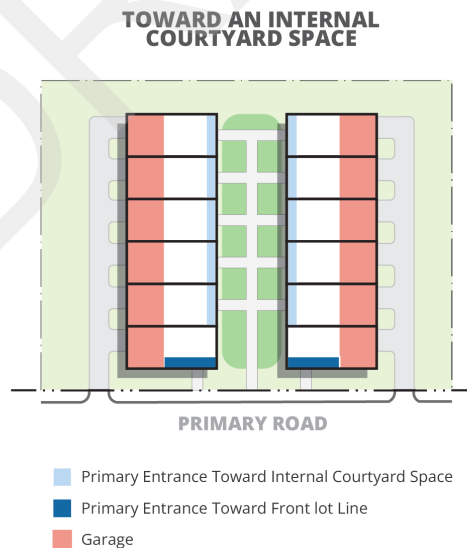 TOWARD AN INTERNAL
COURTYARD SPACE
PRIMARY ROAD
Primary Entrance Toward Internal Courtyard Space
Primary Entrance Toward Front lot Line
Garage